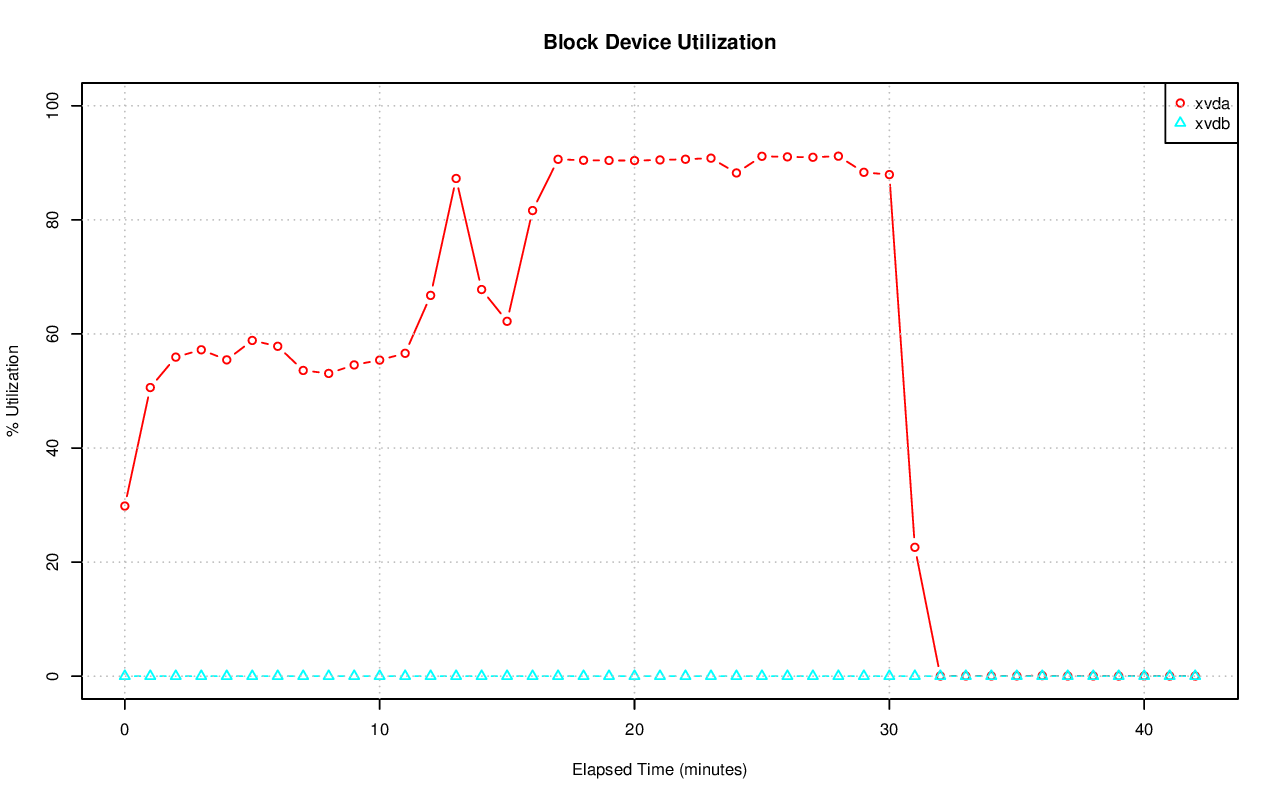 Block Device Utilization
xvda
xvdb
100
80
60
40
20
0
% Utilization
0 10 20 30 40
Elapsed Time (minutes)